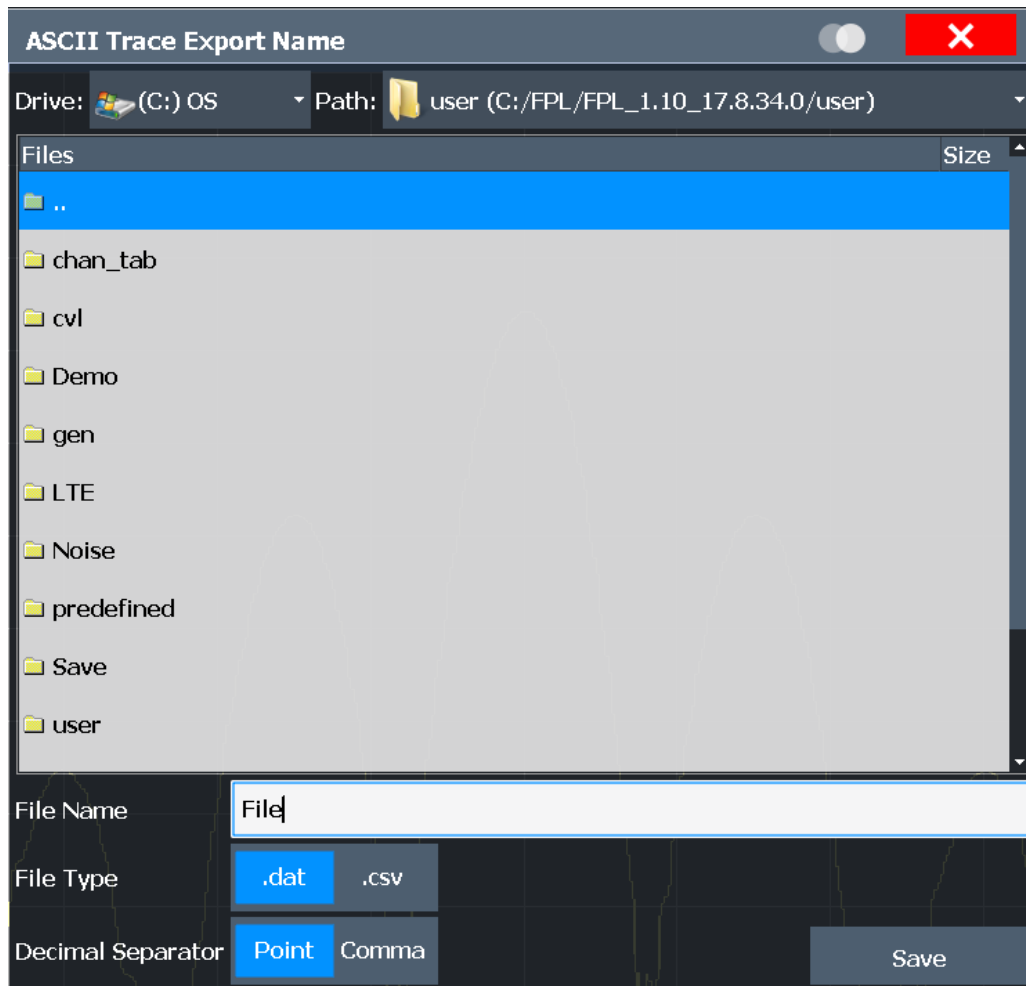 ASCII Trace Export Name
Drive: (C:) OS Path: user (C:/FPL/FPL_1.10_17.8.34.0/user)
Files Size
..
chan_tab
cvl
Demo
gen
LTE
Noise
predefined
Save
user
File Name File
File Type .dat .csv
Decimal Separator Point Comma Save